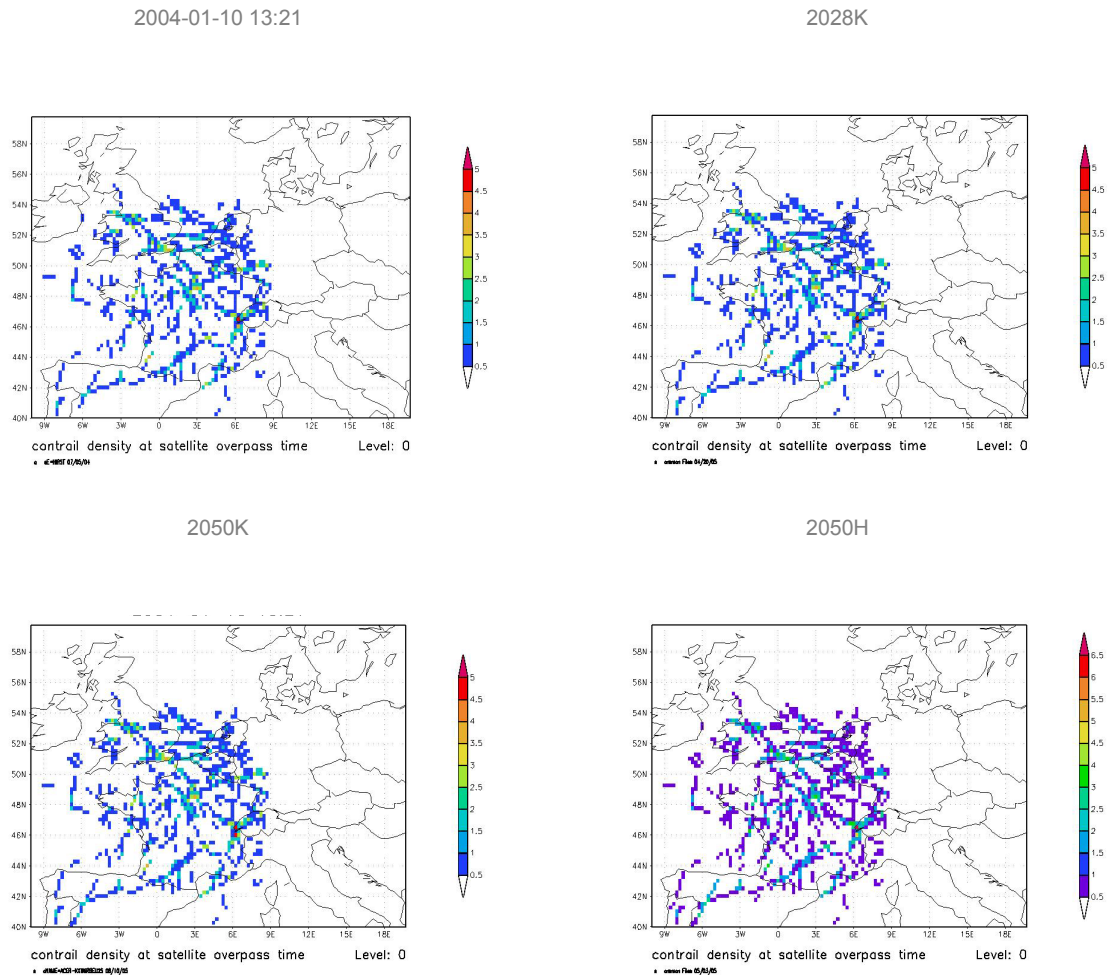 2004-01-10 13:21
2028K
58N
56N
54N
52N
50N
48N
46N
44N
42N
40N
9W 6W 3W 0 3E 6E 9E 12E 15E 18E
5
4.5
4
3.5
3
2.5
2
1.5
1
0.5
contrail density at satellite overpass time Level: 0
58N
56N
54N
52N
50N
48N
46N
44N
42N
40N
9W 6W 3W 0 3E 6E 9E 12E 15E 18E
5
4.5
4
3.5
3
2.5
2
1.5
1
0.5
contrail density at satellite overpass time Level: 0
2050K
2050H
58N
56N
54N
52N
50N
48N
46N
44N
42N
40N
9W 6W 3W 0 3E 6E 9E 12E 15E 18E
5
4.5
4
3.5
3
2.5
2
1.5
1
0.5
contrail density at satellite overpass time Level: 0
58N
56N
54N
52N
50N
48N
46N
44N
42N
40N
9W 6W 3W 0 3E 6E 9E 12E 15E 18E
6.5
6
5.5
5
4.5
4
3.5
3
2.5
2
1.5
1
0.5
contrail density at satellite overpass time Level: 0